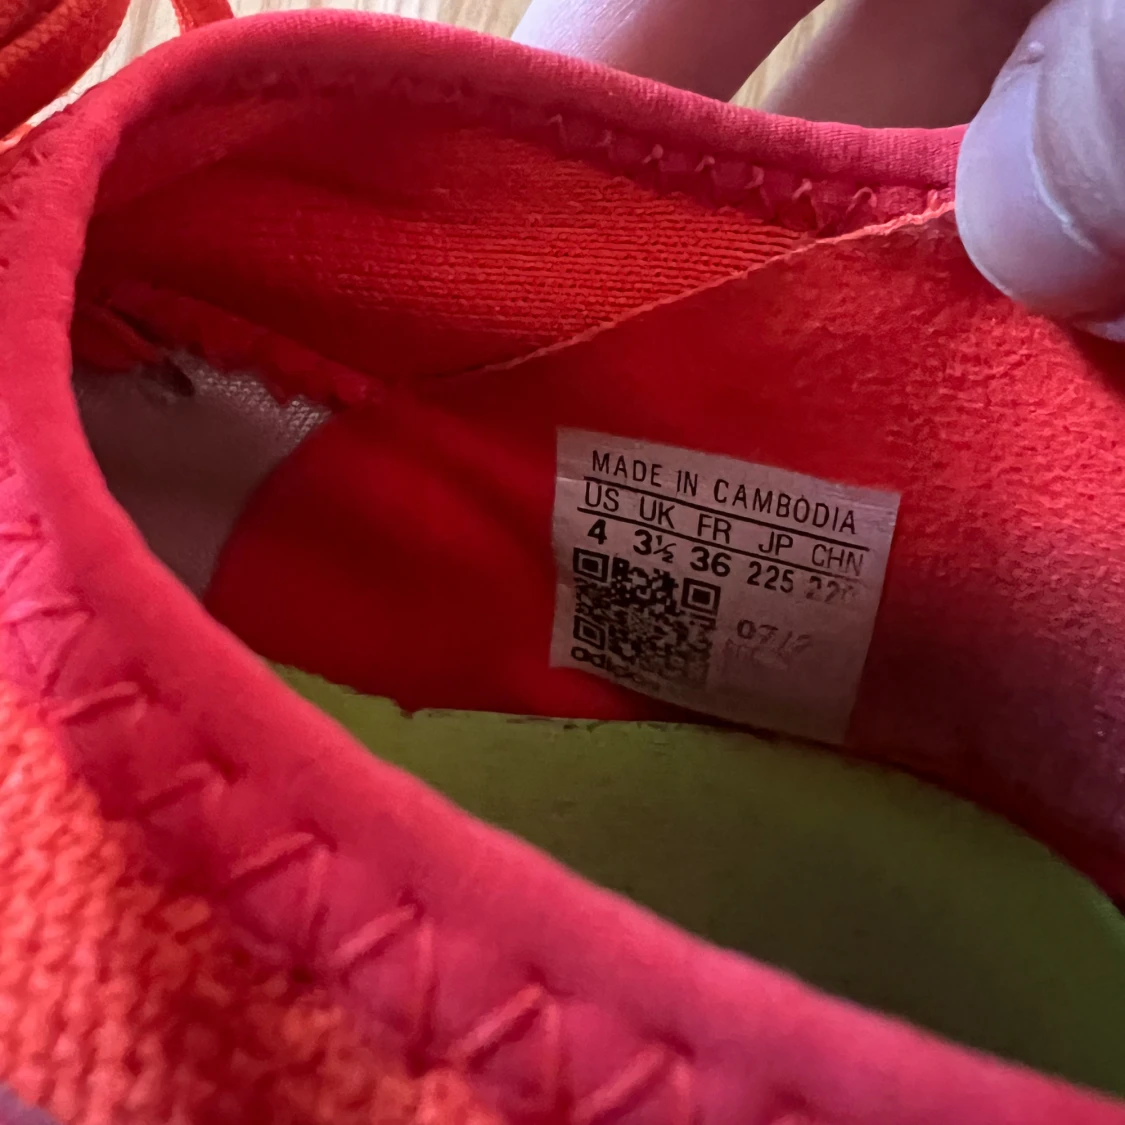 MADE IN CAMBODIA
US UK FR JP CHN
4 3½ 36 225